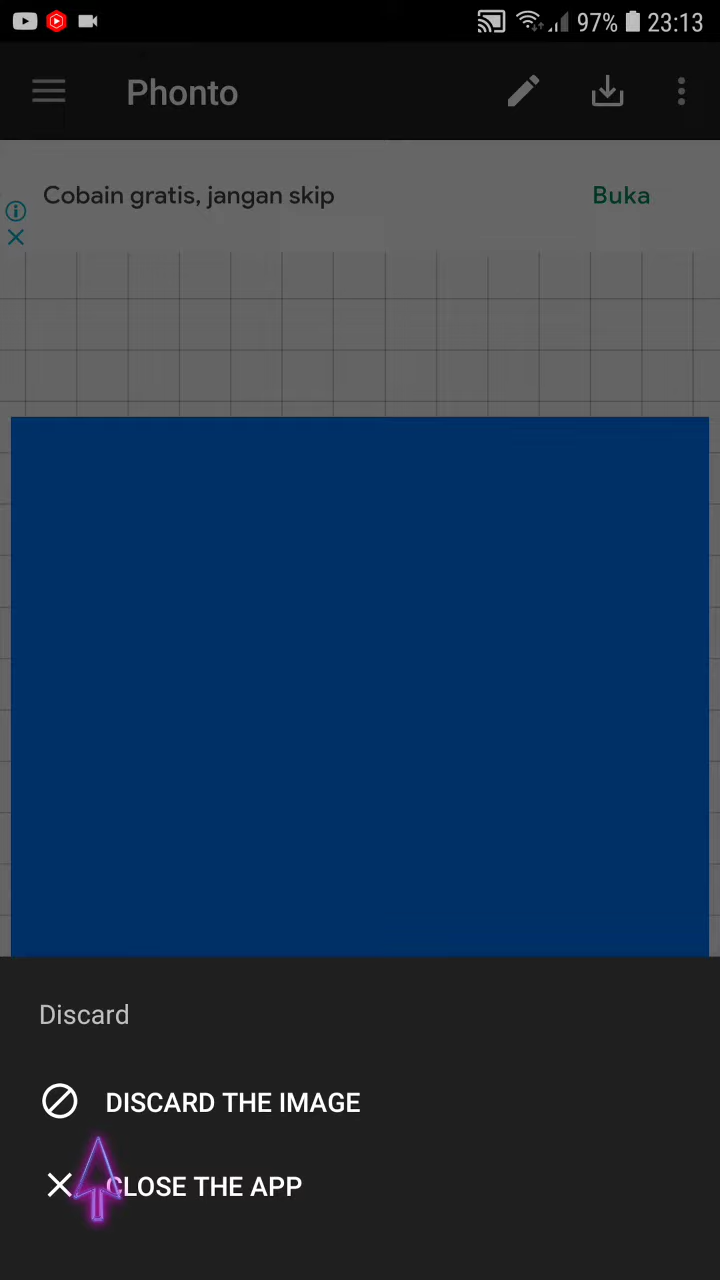 97% 23:13
Phonto
Cobain gratis, jangan skip Buka
Discard
DISCARD THE IMAGE
CLOSE THE APP